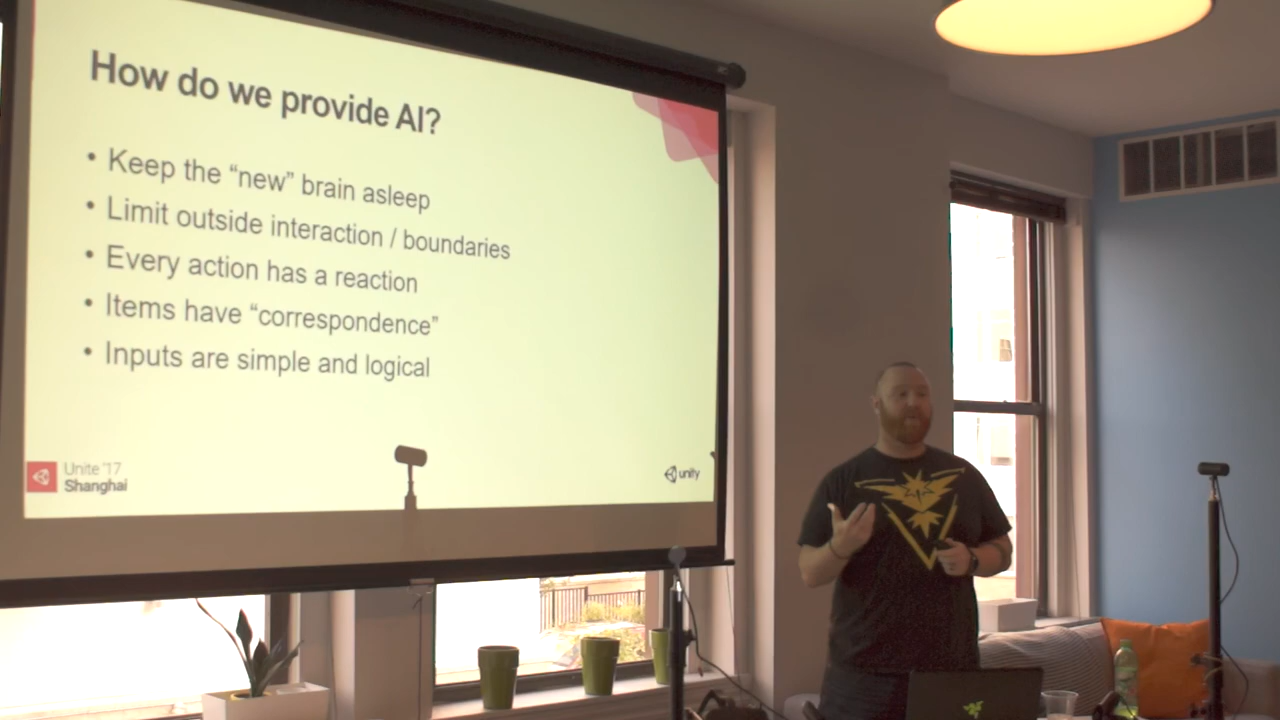 How do we provide AI?
• Keep the “new” brain asleep
• Limit outside interaction / boundaries
• Every action has a reaction
• Items have “correspondence”
• Inputs are simple and logical
Unite '17
Shanghai
unity